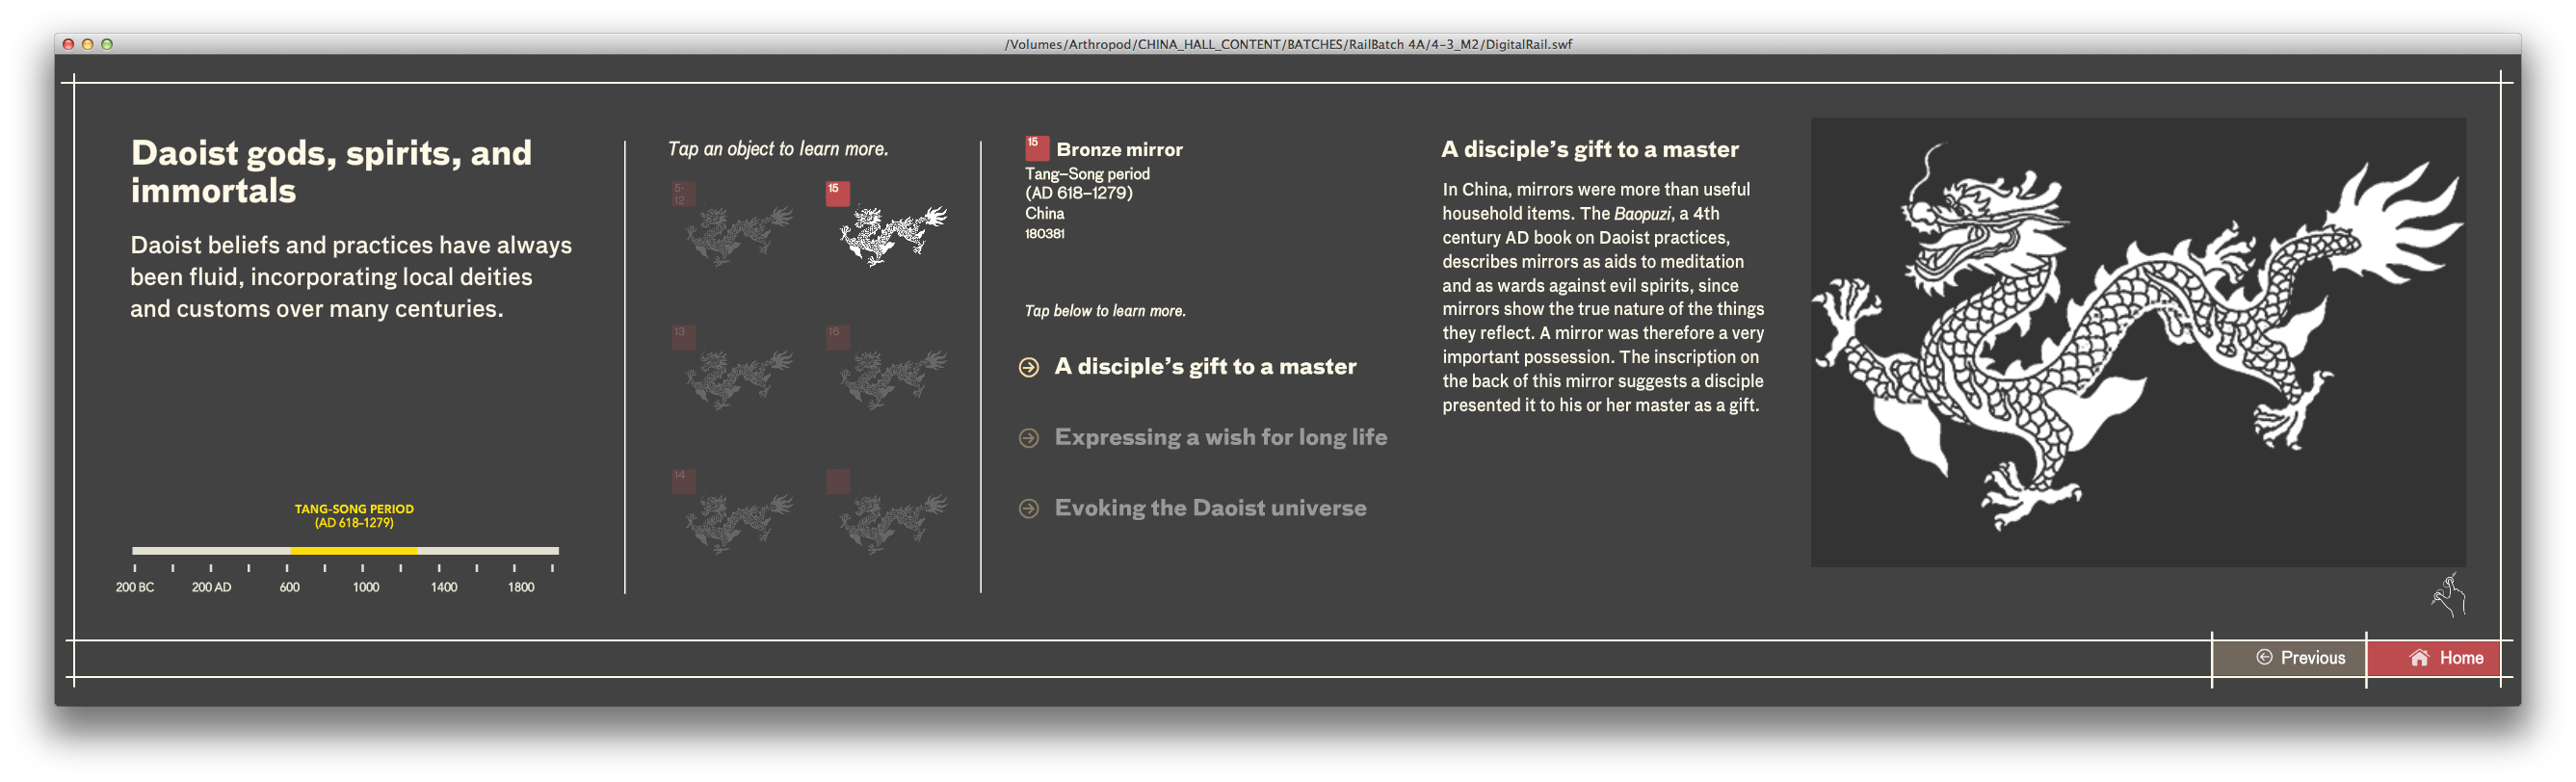 /Volumes/Arthropod/CHINA_HALL_CONTENT/BATCHES/RailBatch 4A/4-3_M2/DigitalRail.swf
Daoist gods, spirits, and
immortals
Daoist beliefs and practices have always
been fluid, incorporating local deities
and customs over many centuries.
TANG-SONG PERIOD
(AD 618-1279)
200 BC 200 AD 600 1000 1400 1800
Tap an object to learn more.
5-
12
15
13
16
14
15
Bronze mirror
Tang–Song period
(AD 618–1279)
China
180381
Tap below to learn more.
A disciple’s gift to a master
Expressing a wish for long life
Evoking the Daoist universe
A disciple’s gift to a master
In China, mirrors were more than useful
household items. The Baopuzi, a 4th
century AD book on Daoist practices,
describes mirrors as aids to meditation
and as wards against evil spirits, since
mirrors show the true nature of the things
they reflect. A mirror was therefore a very
important possession. The inscription on
the back of this mirror suggests a disciple
presented it to his or her master as a gift.
Previous
Home